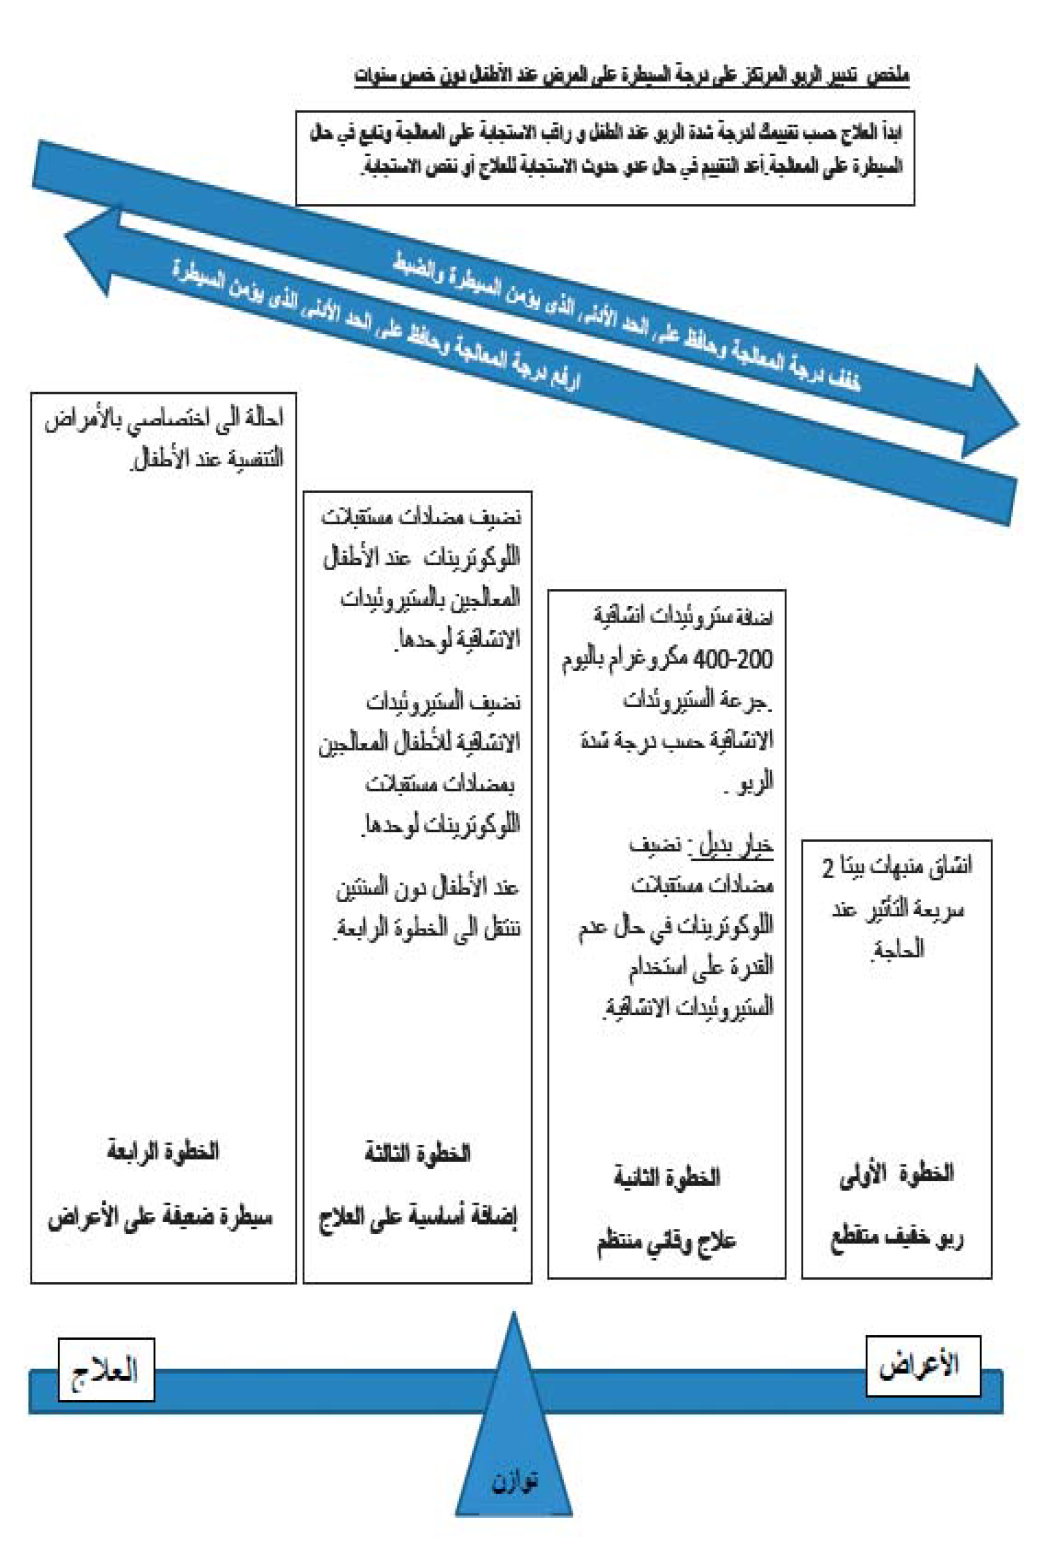 ملخص تدبير الربو المرتكز على درجة السيطرة على المرض عند الأطفال دون خمس سنوات
ابدأ العلاج حسب تقييمك لدرجة شدة الربو عند الطفل و راقب الاستجابة على المعالجة وتابع في حال
السيطرة على المعالجة.أعد التقييم في حال عدو حدوث الاستجابة للعلاج أو نقص الاستجابة.
خفف درجة المعالجة وحافظ على الحد الأدنى الذى يؤمن السيطرة والضبط
ارفع درجة المعالجة وحافظ على الحد الأدنى الذى يؤمن السيطرة
انشاق منبهات بيتا 2
سريعة التأثير عند
الحاجة.
الخطوة الأولى
ربو خفيف متقطع
اضافة ستروئيدات انشاقية
200-400 مكروغرام باليوم
.جرعة الستيروئدات
الانشاقية حسب درجة شدة
الربو .
خيار بديل : نضيف
مضادات مستقبلات
اللوكوترينات في حال عدم
القدرة على استخدام
الستيروئيدات الانشاقية.
الخطوة الثانية
علاج وقائي منتظم
نضيف مضادات مستقبلات
اللوكوترينات عند الأطفال
المعالجين بالستيروئيدات
الانشاقية لوحدها.
نضيف الستيروئيدات
الانشاقية للأطفال المعالجين
بمضادات مستقبلات
اللوكوترينات لوحدها.
عند الأطفال دون السنتين
ننتقل الى الخطوة الرابعة.
الخطوة الثالثة
إضافة أساسية على العلاج
احالة الى اختصاصي بالأمراض
التنفسية عند الأطفال.
الخطوة الرابعة
سيطرة ضعيفة على الأعراض
الأعراض
العلاج
توازن